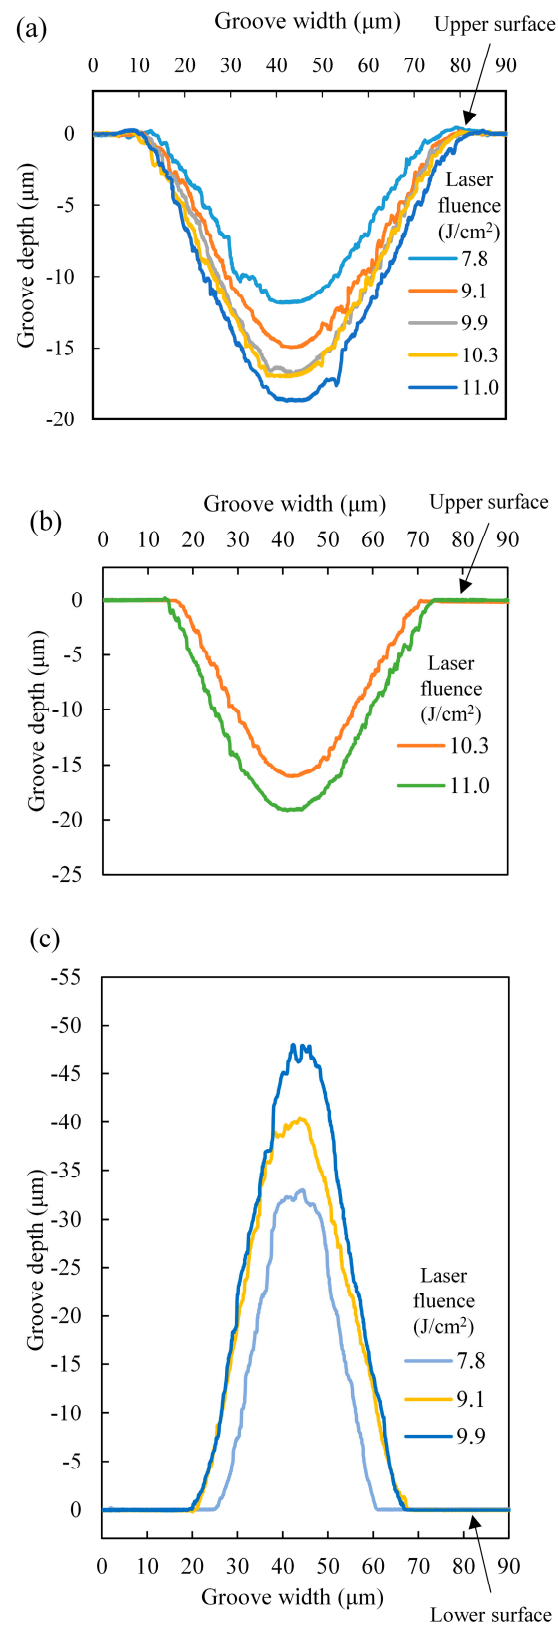 (a)
Groove width (μm)
Upper surface
0 10 20 30 40 50 60 70 80 90
0
-5
-10
-15
-20
Groove depth (μm)
Laser
fluence
(J/cm²)
7.8
9.1
9.9
10.3
11.0
(b)
Groove width (μm)
Upper surface
0 10 20 30 40 50 60 70 80 90
0
-5
-10
-15
-20
-25
Groove depth (μm)
Laser
fluence
(J/cm²)
10.3
11.0
(c)
-55
-50
-45
-40
-35
-30
-25
-20
-15
-10
-5
0
Groove depth (μm)
Laser
fluence
(J/cm²)
7.8
9.1
9.9
0 10 20 30 40 50 60 70 80 90
Groove width (μm)
Lower surface